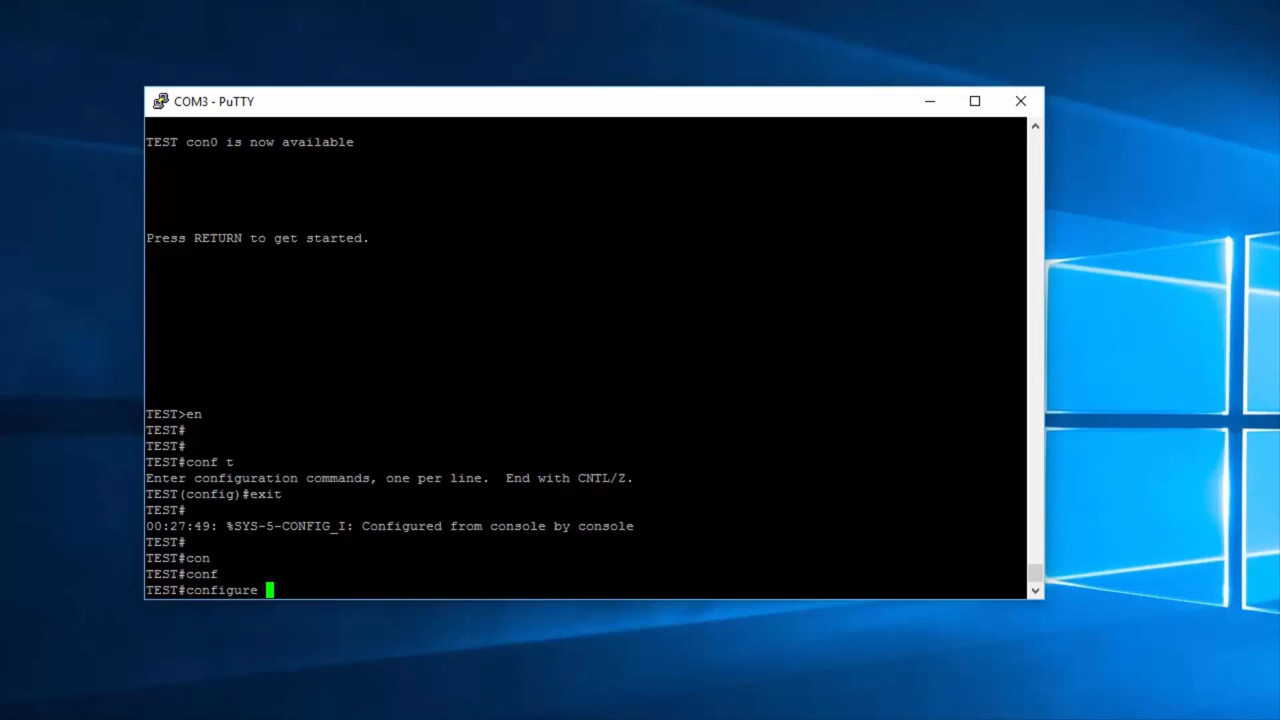 COM3 - PuTTY
TEST con0 is now available
Press RETURN to get started.
TEST>en
TEST#
TEST#
TEST#conf t
Enter configuration commands, one per line.  End with CNTL/Z.
TEST(config)#exit
TEST#
00:27:49: %SYS-5-CONFIG_I: Configured from console by console
TEST#
TEST#con
TEST#conf
TEST#configure